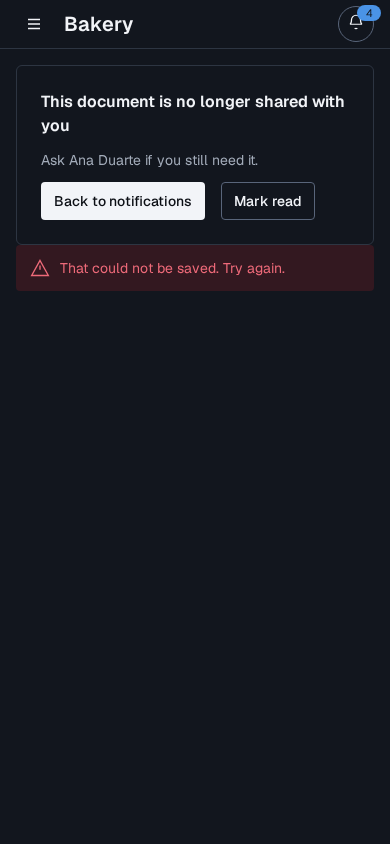 Bakery
4
This document is no longer shared with
you
Ask Ana Duarte if you still need it.
Back to notifications
Mark read
That could not be saved. Try again.